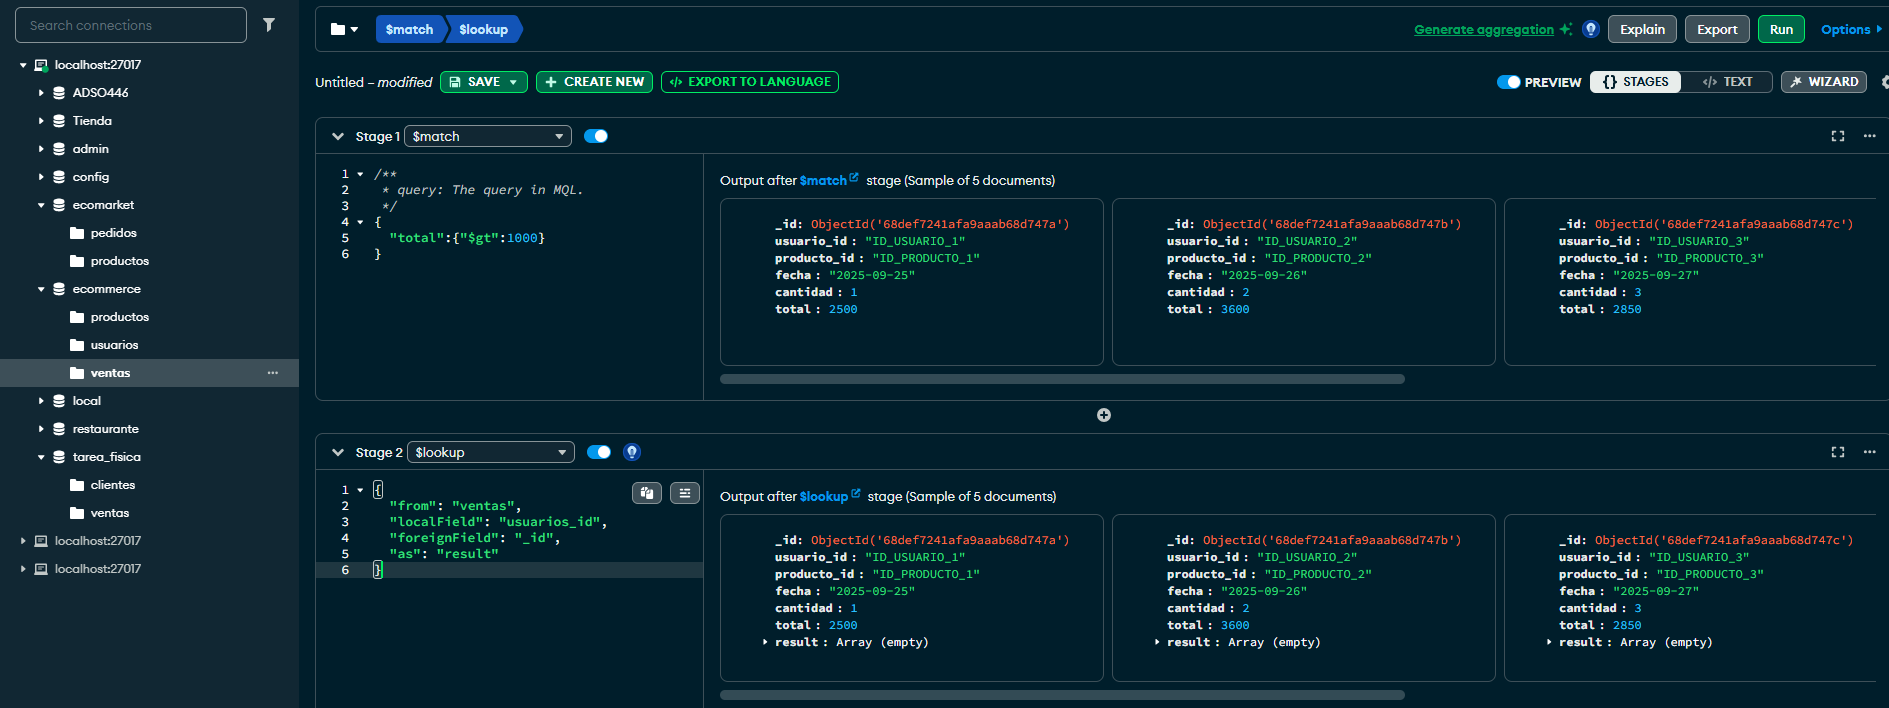 Search connections
localhost:27017
ADSO446
Tienda
admin
config
ecomarket
pedidos
productos
ecommerce
productos
usuarios
ventas
local
restaurante
tarea_fisica
clientes
ventas
localhost:27017
localhost:27017
$match $lookup
Generate aggregation Explain Export Run Options
Untitled – modified SAVE + CREATE NEW </> EXPORT TO LANGUAGE
PREVIEW {} STAGES </> TEXT WIZARD
Stage 1 $match
1 /**
2 * query: The query in MQL.
3 */
4 {
5 "total":{"$gt":1000}
6 }
Output after $match stage (Sample of 5 documents)
_id: ObjectId('68def7241afa9aaab68d747a')
usuario_id : "ID_USUARIO_1"
producto_id : "ID_PRODUCTO_1"
fecha : "2025-09-25"
cantidad : 1
total : 2500
_id: ObjectId('68def7241afa9aaab68d747b')
usuario_id : "ID_USUARIO_2"
producto_id : "ID_PRODUCTO_2"
fecha : "2025-09-26"
cantidad : 2
total : 3600
_id: ObjectId('68def7241afa9aaab68d747c')
usuario_id : "ID_USUARIO_3"
producto_id : "ID_PRODUCTO_3"
fecha : "2025-09-27"
cantidad : 3
total : 2850
Stage 2 $lookup
1 {
2 "from": "ventas",
3 "localField": "usuarios_id",
4 "foreignField": "_id",
5 "as": "result"
6 }
Output after $lookup stage (Sample of 5 documents)
_id: ObjectId('68def7241afa9aaab68d747a')
usuario_id : "ID_USUARIO_1"
producto_id : "ID_PRODUCTO_1"
fecha : "2025-09-25"
cantidad : 1
total : 2500
result : Array (empty)
_id: ObjectId('68def7241afa9aaab68d747b')
usuario_id : "ID_USUARIO_2"
producto_id : "ID_PRODUCTO_2"
fecha : "2025-09-26"
cantidad : 2
total : 3600
result : Array (empty)
_id: ObjectId('68def7241afa9aaab68d747c')
usuario_id : "ID_USUARIO_3"
producto_id : "ID_PRODUCTO_3"
fecha : "2025-09-27"
cantidad : 3
total : 2850
result : Array (empty)